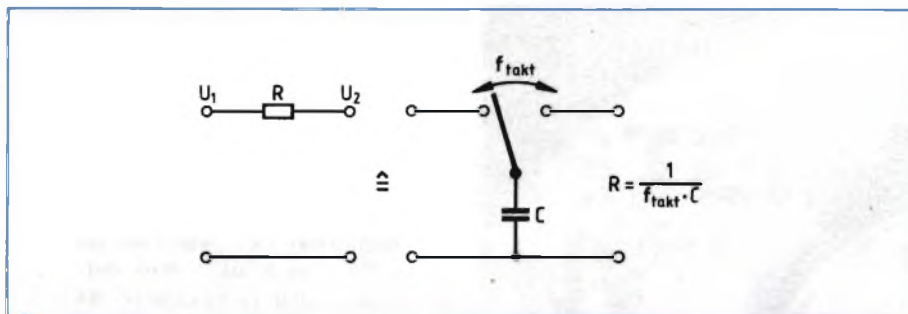 f_takt
U₁ R U₂
≙
C
R = 1 / (f_takt · C)